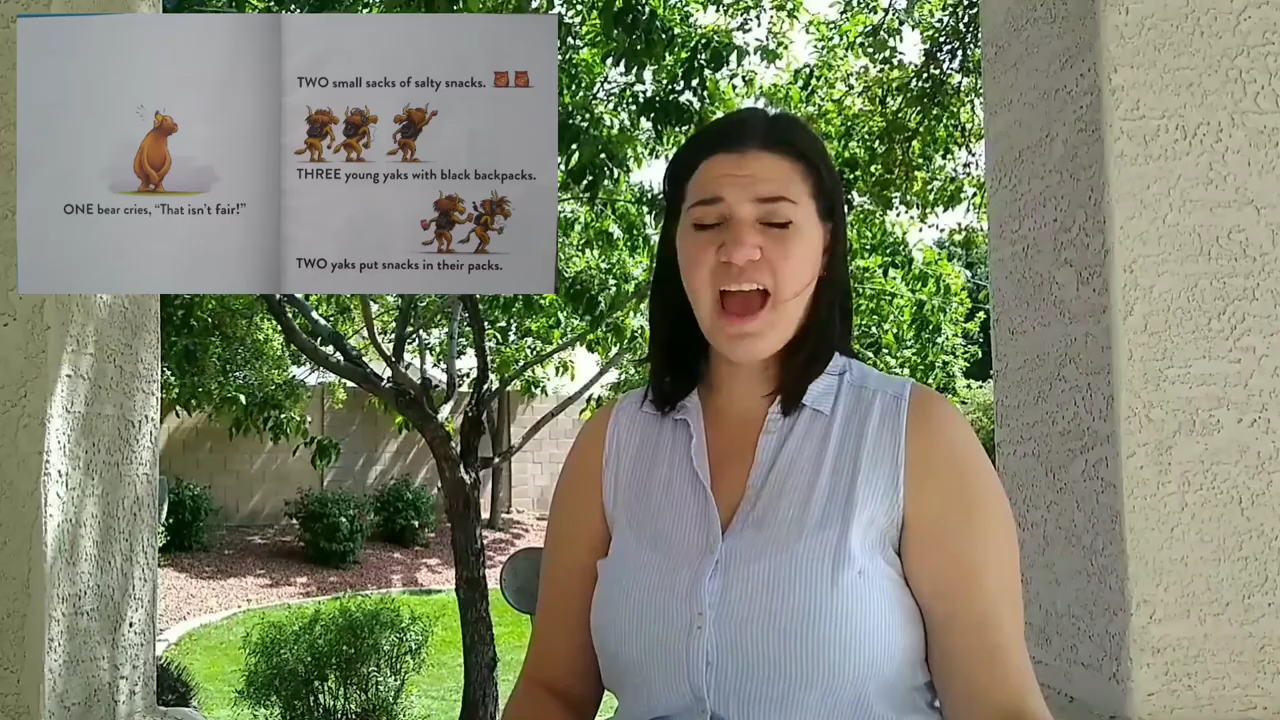 ONE bear cries, “That isn’t fair!”
TWO small sacks of salty snacks.
THREE young yaks with black backpacks.
TWO yaks put snacks in their packs.